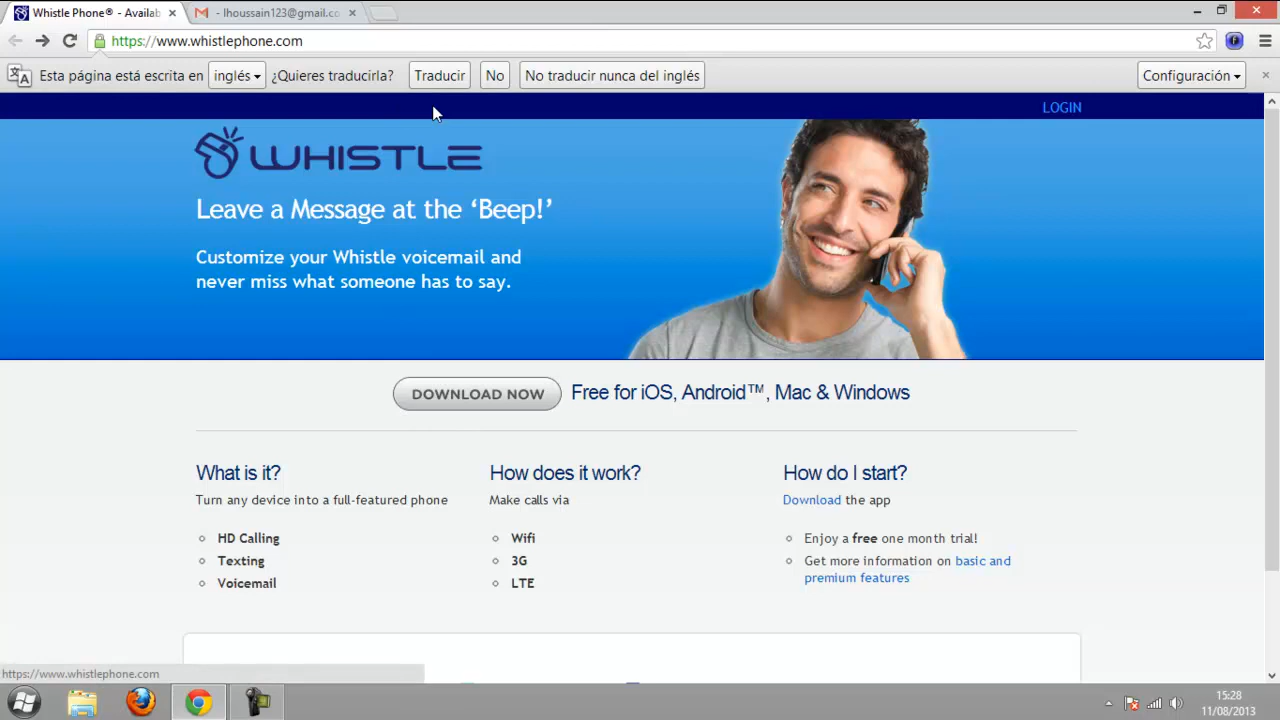 Whistle Phone® - Availab
- lhoussain123@gmail.co
https://www.whistlephone.com
Esta página está escrita en inglés ¿Quieres traducirla? Traducir No No traducir nunca del inglés Configuración
LOGIN
WHISTLE
Leave a Message at the ‘Beep!’
Customize your Whistle voicemail and
never miss what someone has to say.
DOWNLOAD NOW Free for iOS, Android™, Mac & Windows
What is it?
Turn any device into a full-featured phone
HD Calling
Texting
Voicemail
How does it work?
Make calls via
Wifi
3G
LTE
How do I start?
Download the app
Enjoy a free one month trial!
Get more information on basic and
premium features
https://www.whistlephone.com
15:28
11/08/2013